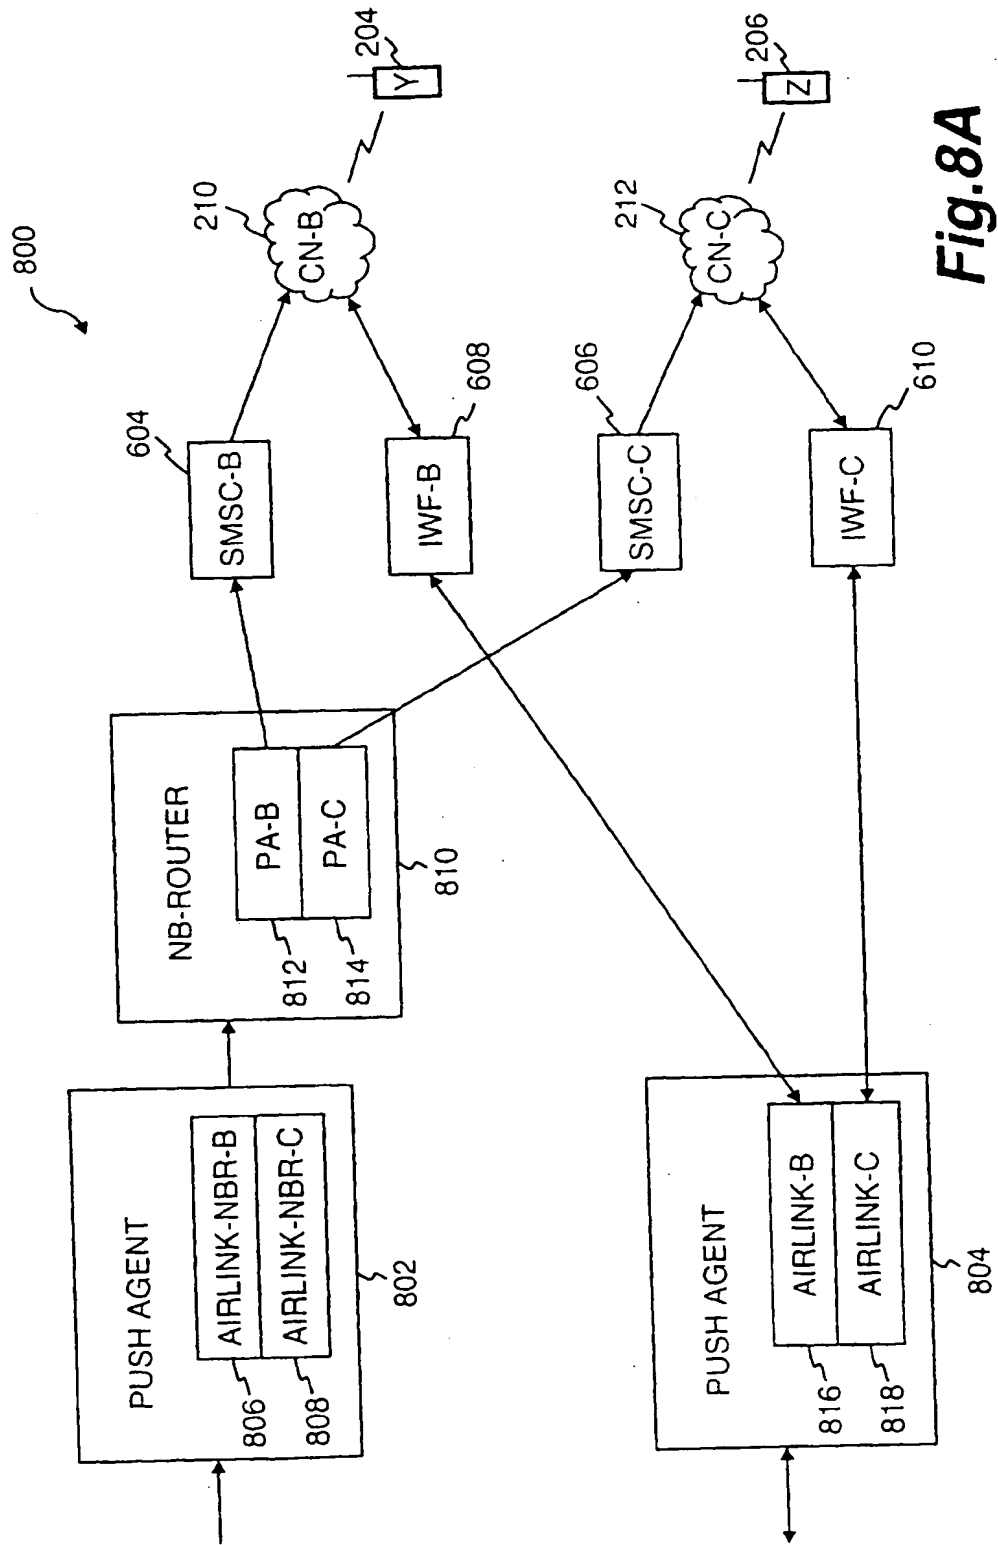 800
PUSH AGENT
AIRLINK-NBR-B
AIRLINK-NBR-C
806
808
802
NB-ROUTER
PA-B
PA-C
812
814
810
604
SMSC-B
IWF-B
608
210
CN-B
204
Y
606
SMSC-C
212
CN-C
206
Z
PUSH AGENT
AIRLINK-B
AIRLINK-C
816
818
804
IWF-C
610
Fig.8A